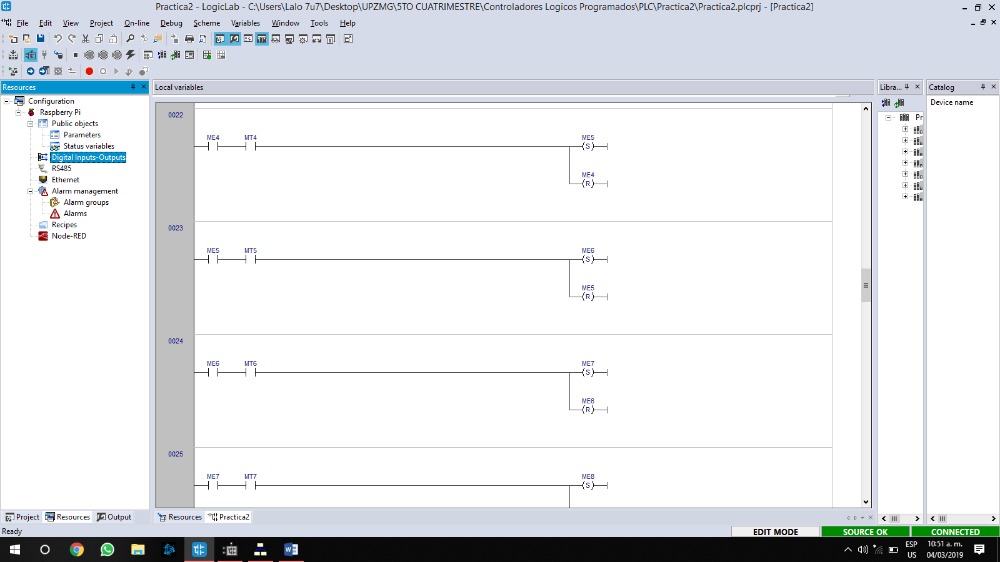 Practica2 - LogicLab - C:\Users\Lalo 7u7\Desktop\UPZMG\5TO CUATRIMESTRE\Controladores Logicos Programados\PLC\Practica2\Practica2.plcprj - [Practica2]
File Edit View Project On-line Debug Scheme Variables Window Tools Help
Resources
Local variables
Libra...
Catalog
Configuration
Raspberry Pi
Public objects
Parameters
Status variables
Digital Inputs-Outputs
RS485
Ethernet
Alarm management
Alarm groups
Alarms
Recipes
Node-RED
0022
ME4 MT4 ME5
S
ME4
R
0023
ME5 MT5 ME6
S
ME5
R
0024
ME6 MT6 ME7
S
ME6
R
0025
ME7 MT7 ME8
S
Pr
Device name
Project Resources Output
Resources Practica2
Ready
EDIT MODE SOURCE OK CONNECTED
ESP 10:51 a. m.
US 04/03/2019